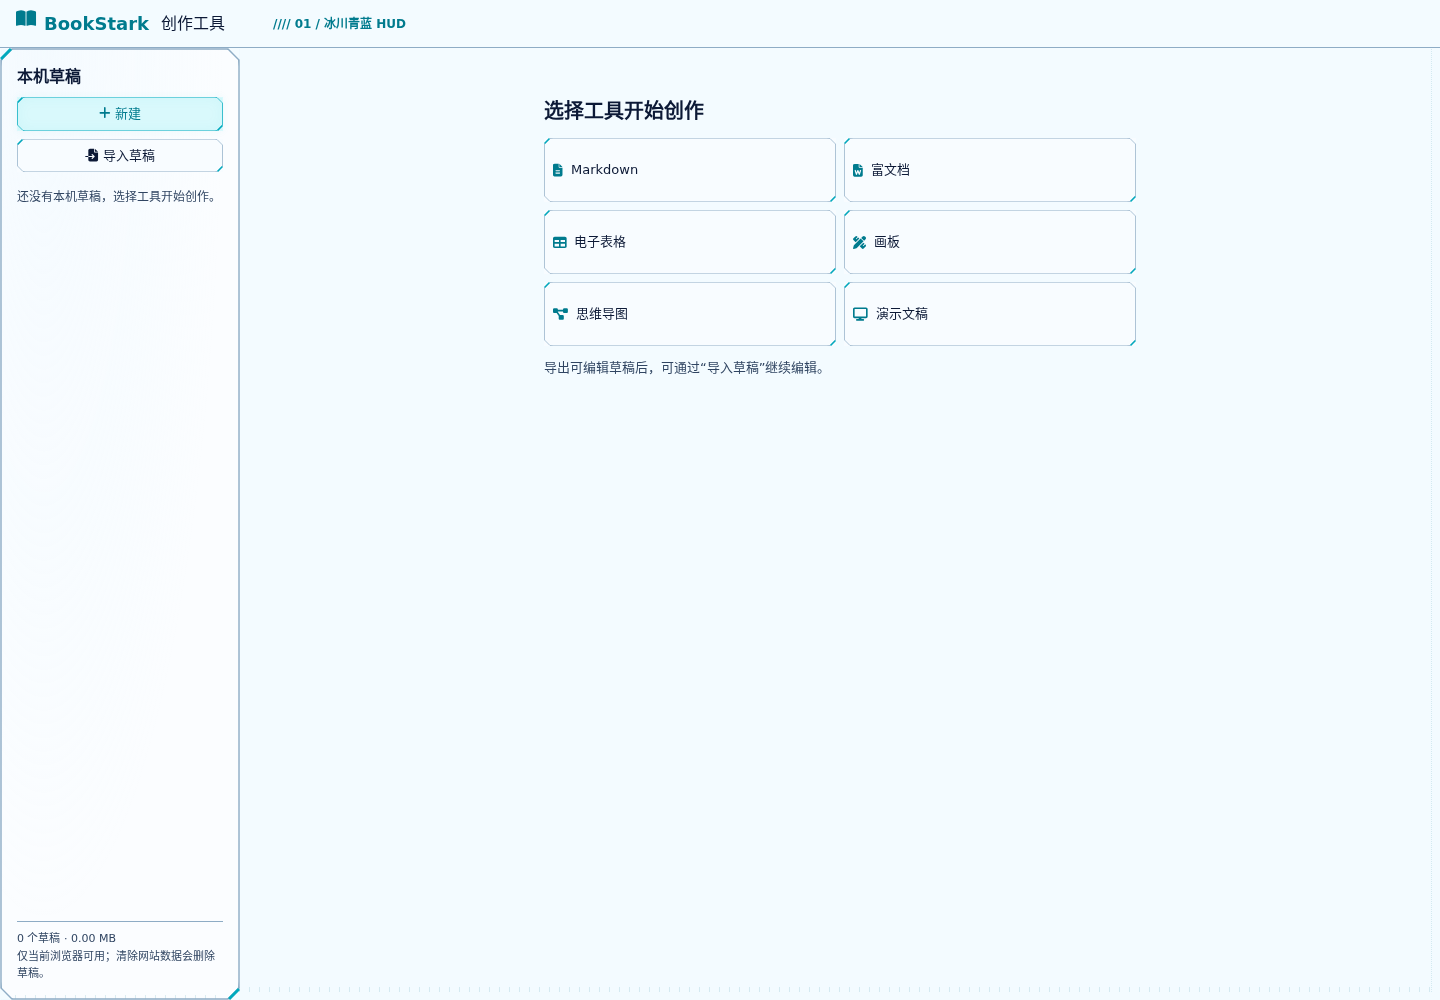 BookStark 创作工具 //// 01 / 冰川青蓝 HUD
本机草稿
新建
导入草稿
还没有本机草稿，选择工具开始创作。
选择工具开始创作
Markdown
富文档
电子表格
画板
思维导图
演示文稿
导出可编辑草稿后，可通过“导入草稿”继续编辑。
0 个草稿 · 0.00 MB
仅当前浏览器可用；清除网站数据会删除
草稿。